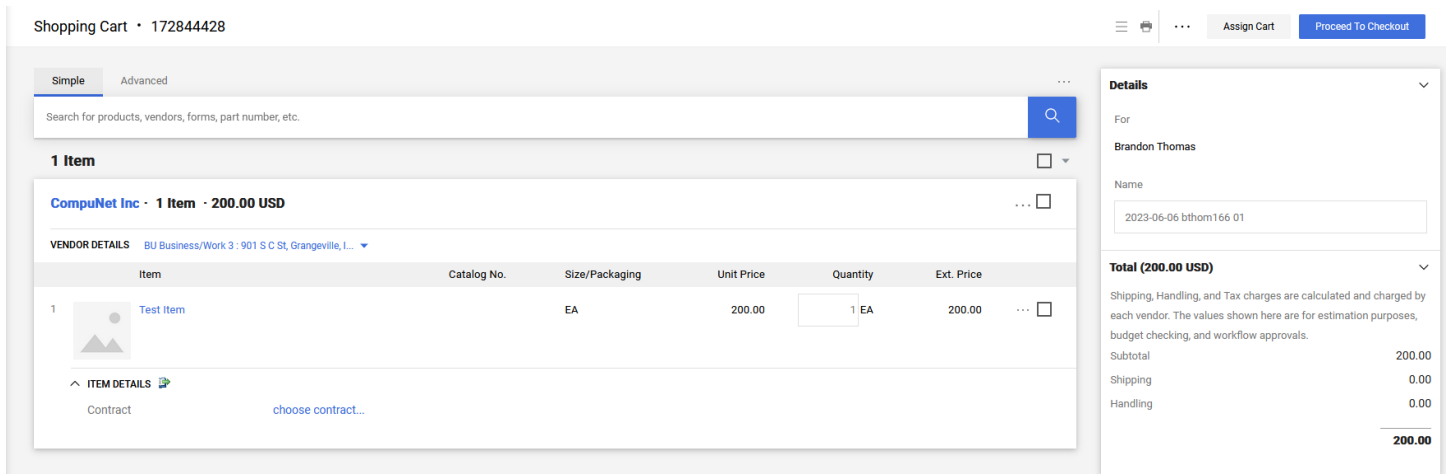 Shopping Cart • 172844428
... Assign Cart Proceed To Checkout
Simple Advanced ...
Search for products, vendors, forms, part number, etc.
1 Item
CompuNet Inc · 1 Item · 200.00 USD ...
VENDOR DETAILS BU Business/Work 3 : 901 S C St, Grangeville, I...
Item Catalog No. Size/Packaging Unit Price Quantity Ext. Price
1 Test Item EA 200.00 1 EA 200.00 ...
ITEM DETAILS
Contract choose contract...
Details
For
Brandon Thomas
Name
2023-06-06 bthom166 01
Total (200.00 USD)
Shipping, Handling, and Tax charges are calculated and charged by
each vendor. The values shown here are for estimation purposes,
budget checking, and workflow approvals.
Subtotal 200.00
Shipping 0.00
Handling 0.00
200.00